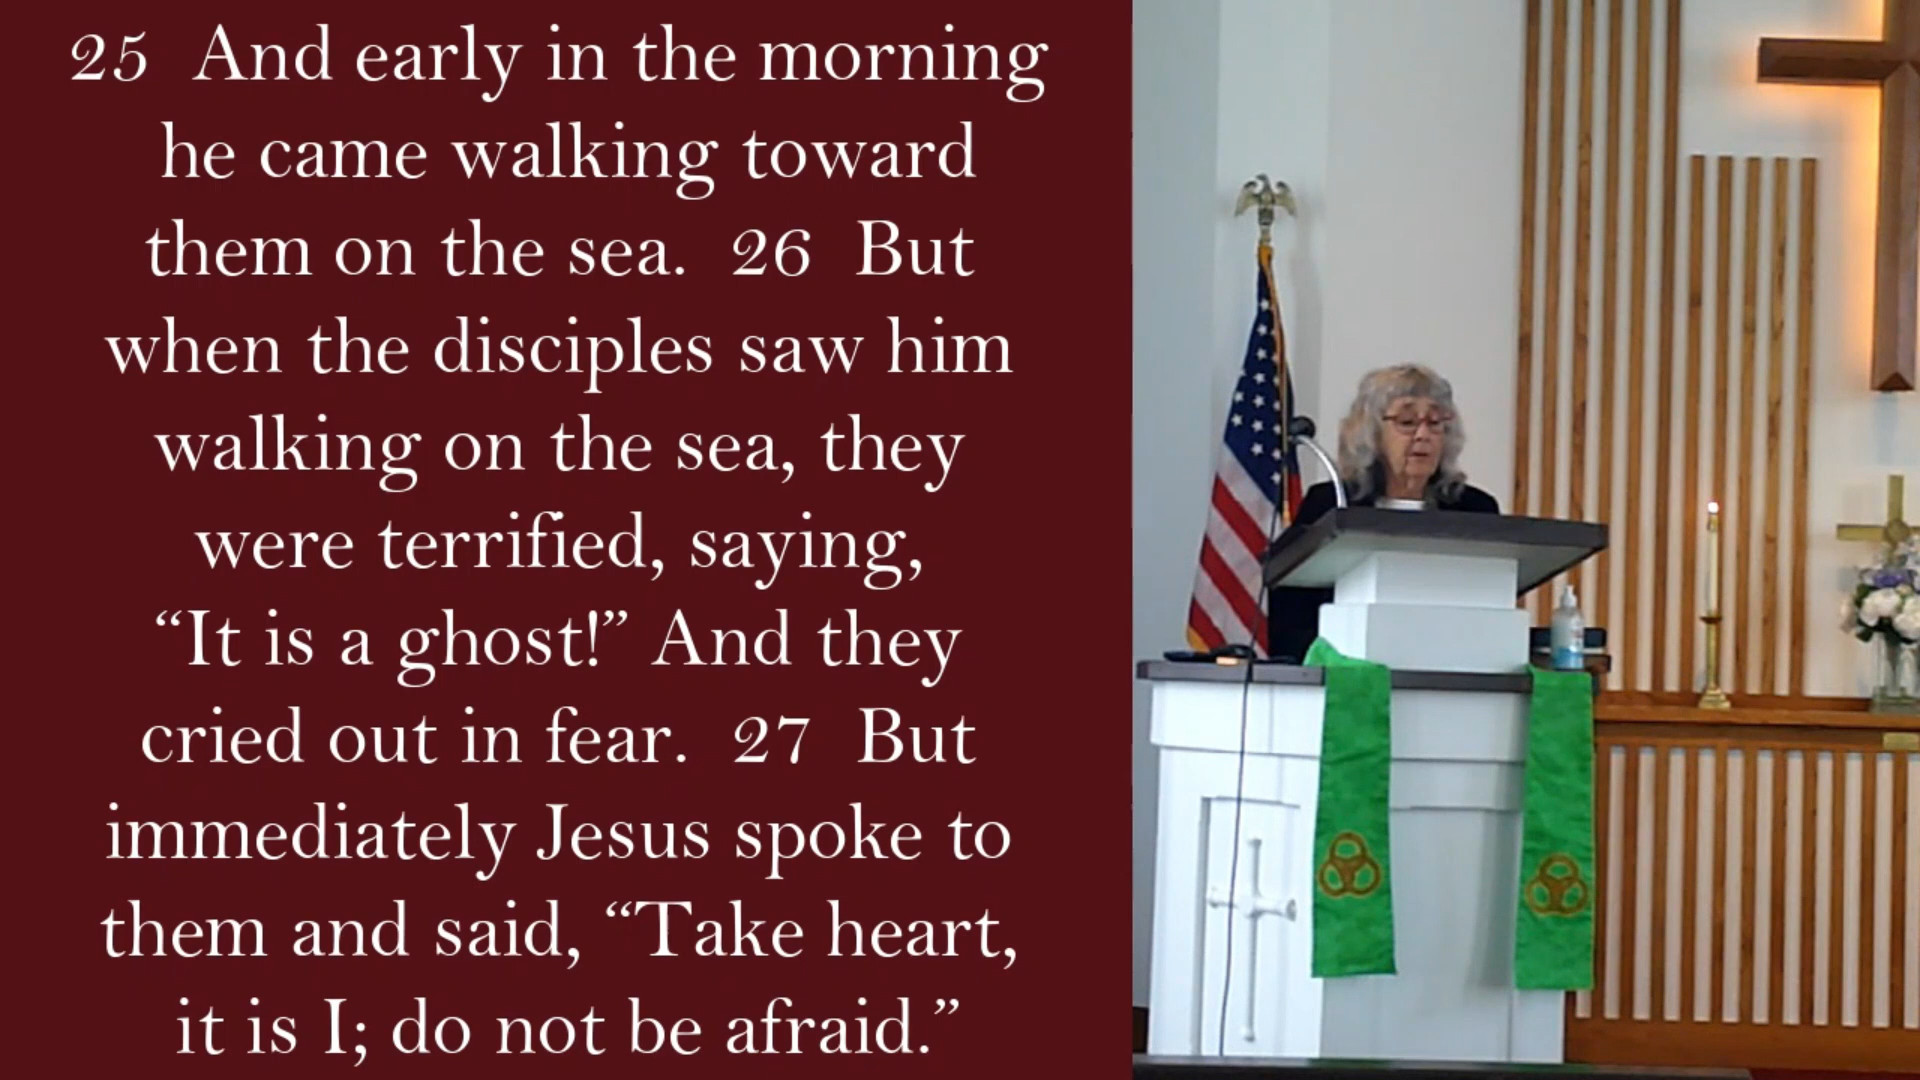 25 And early in the morning
he came walking toward
them on the sea. 26 But
when the disciples saw him
walking on the sea, they
were terrified, saying,
“It is a ghost!” And they
cried out in fear. 27 But
immediately Jesus spoke to
them and said, “Take heart,
it is I; do not be afraid.”